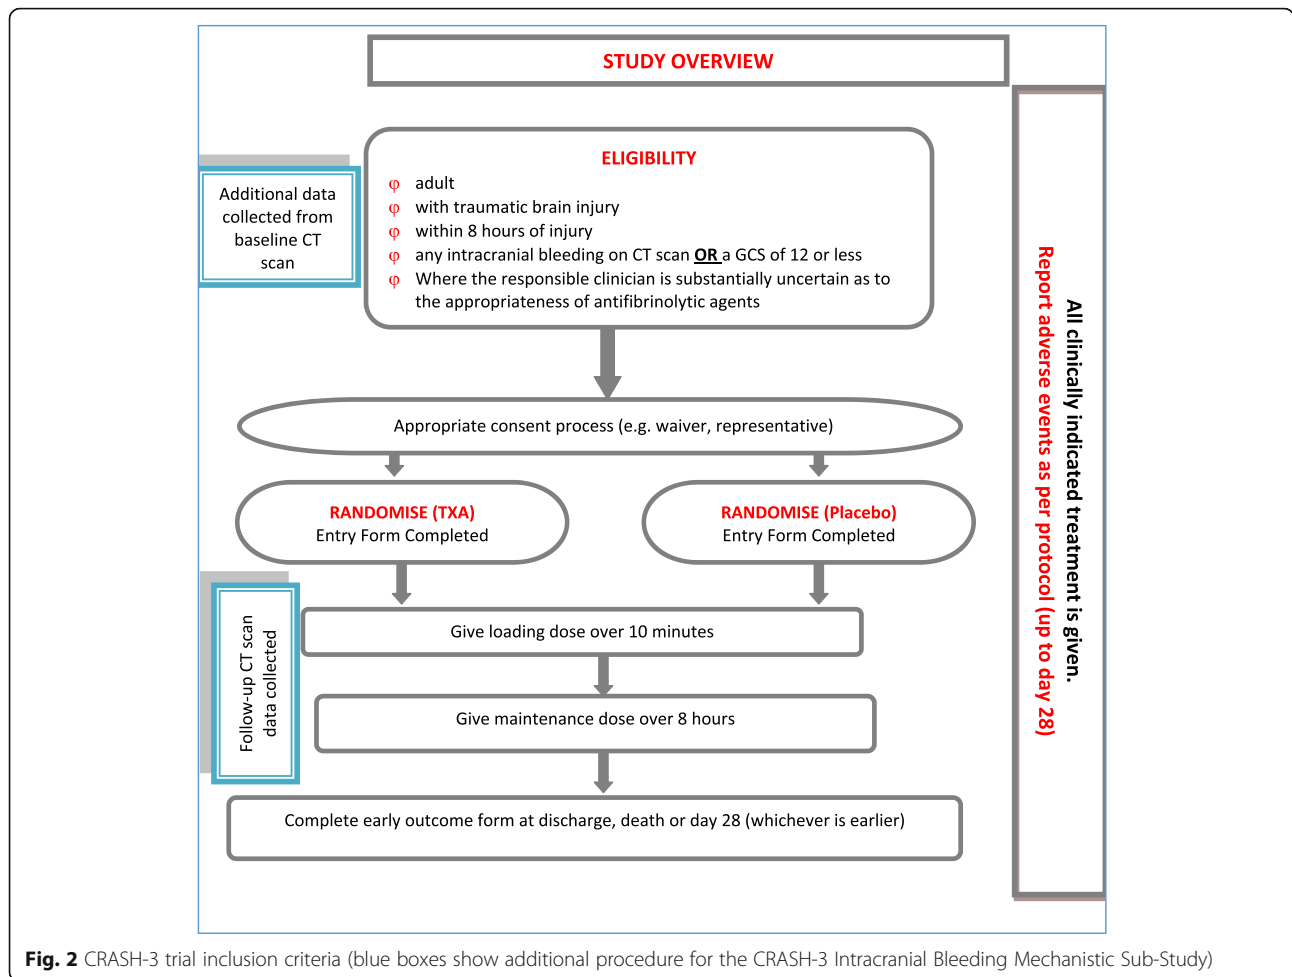 STUDY OVERVIEW
ELIGIBILITY
φ adult
φ with traumatic brain injury
φ within 8 hours of injury
φ any intracranial bleeding on CT scan OR a GCS of 12 or less
φ Where the responsible clinician is substantially uncertain as to
the appropriateness of antifibrinolytic agents
Additional data
collected from
baseline CT
scan
Appropriate consent process (e.g. waiver, representative)
RANDOMISE (TXA)
Entry Form Completed
RANDOMISE (Placebo)
Entry Form Completed
Follow-up CT scan
data collected
Give loading dose over 10 minutes
Give maintenance dose over 8 hours
Complete early outcome form at discharge, death or day 28 (whichever is earlier)
All clinically indicated treatment is given.
Report adverse events as per protocol (up to day 28)
Fig. 2 CRASH-3 trial inclusion criteria (blue boxes show additional procedure for the CRASH-3 Intracranial Bleeding Mechanistic Sub-Study)